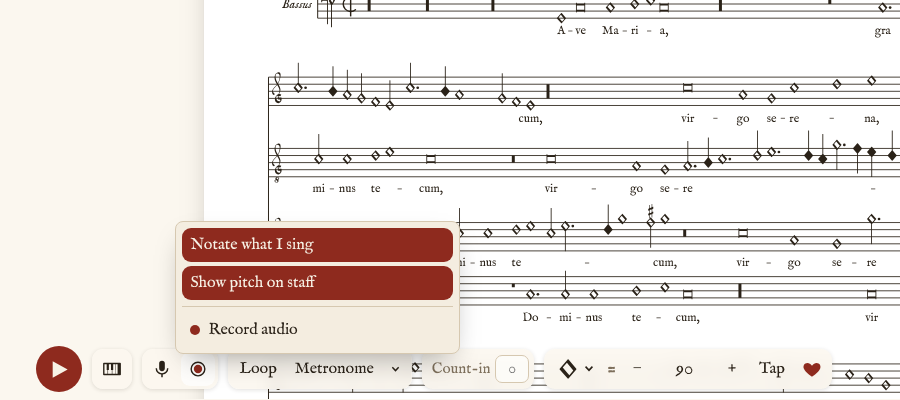 Bassus
A - ve Ma - ri - a, gra
cum, vir - go se - re - na,
mi - nus te - cum, vir - go se - re -
Notate what I sing
Show pitch on staff
Record audio
i - nus te - cum, vir - go se - re
Do - mi - nus te - cum, vir
Loop Metronome Count-in 0 = − 90 + Tap